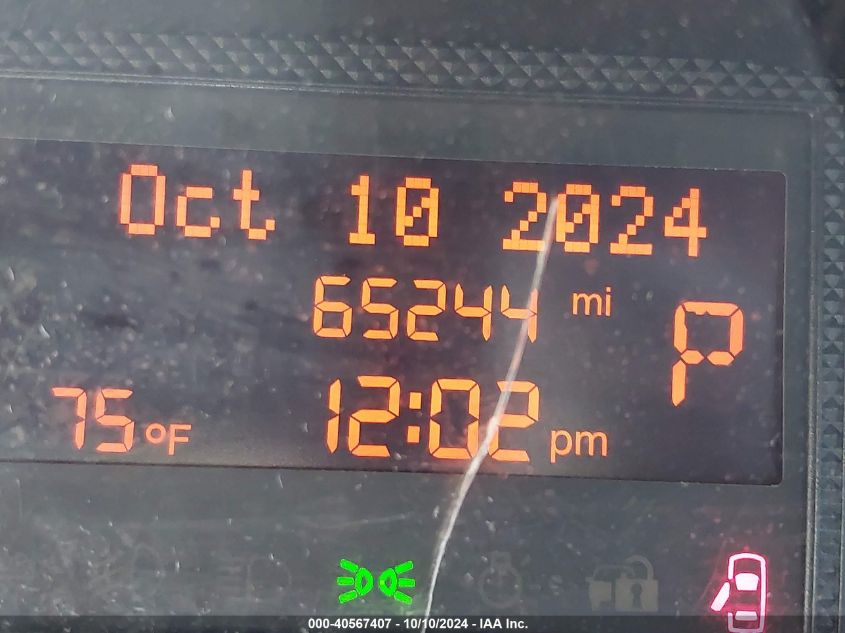 Oct 10 2024
65244 mi
P
75 °F 12:02 pm
000-40567407 - 10/10/2024 - IAA Inc.